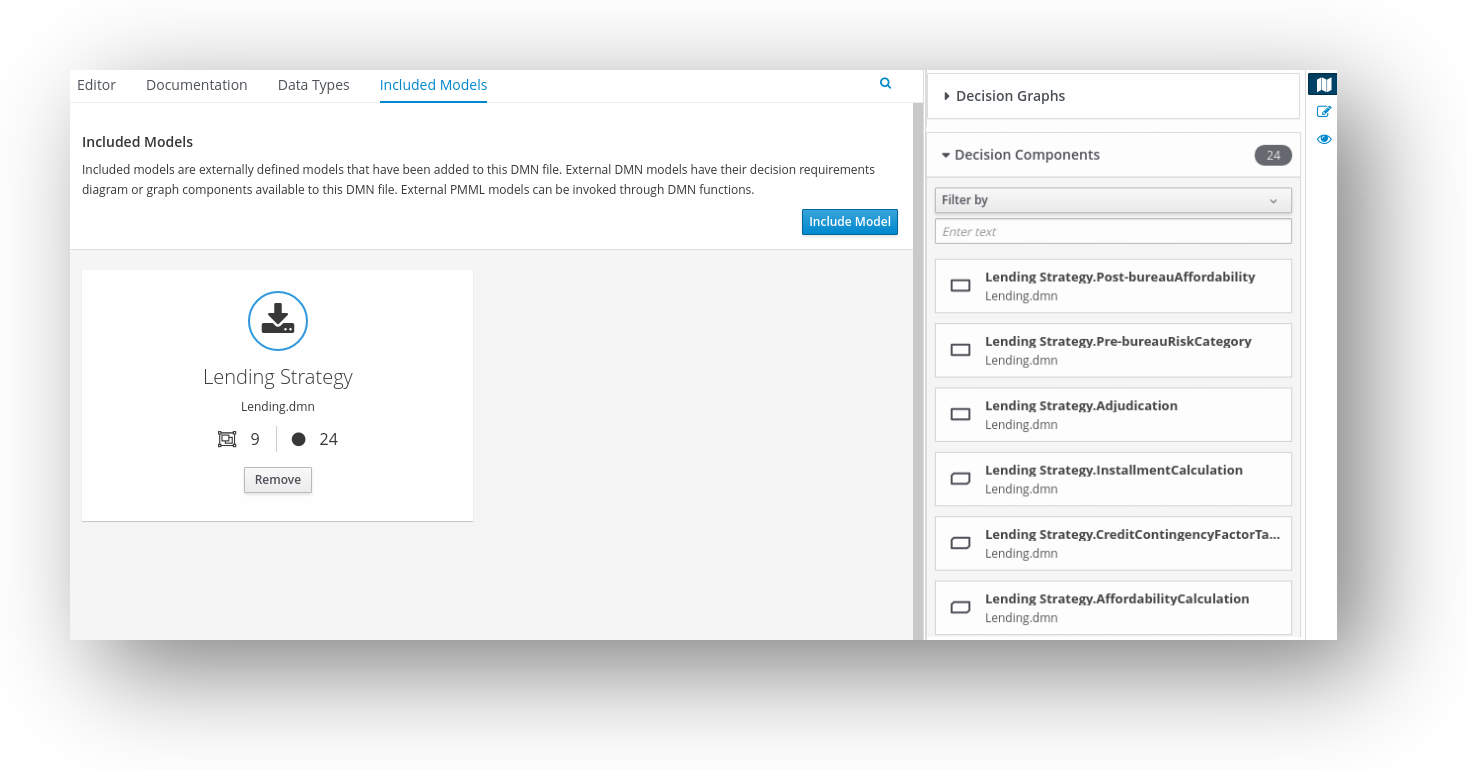 Editor Documentation Data Types Included Models
Included Models
Included models are externally defined models that have been added to this DMN file. External DMN models have their decision requirements
diagram or graph components available to this DMN file. External PMML models can be invoked through DMN functions.
Include Model
Lending Strategy
Lending.dmn
9 24
Remove
Decision Graphs
Decision Components 24
Filter by
Enter text
Lending Strategy.Post-bureauAffordability
Lending.dmn
Lending Strategy.Pre-bureauRiskCategory
Lending.dmn
Lending Strategy.Adjudication
Lending.dmn
Lending Strategy.InstallmentCalculation
Lending.dmn
Lending Strategy.CreditContingencyFactorTa...
Lending.dmn
Lending Strategy.AffordabilityCalculation
Lending.dmn